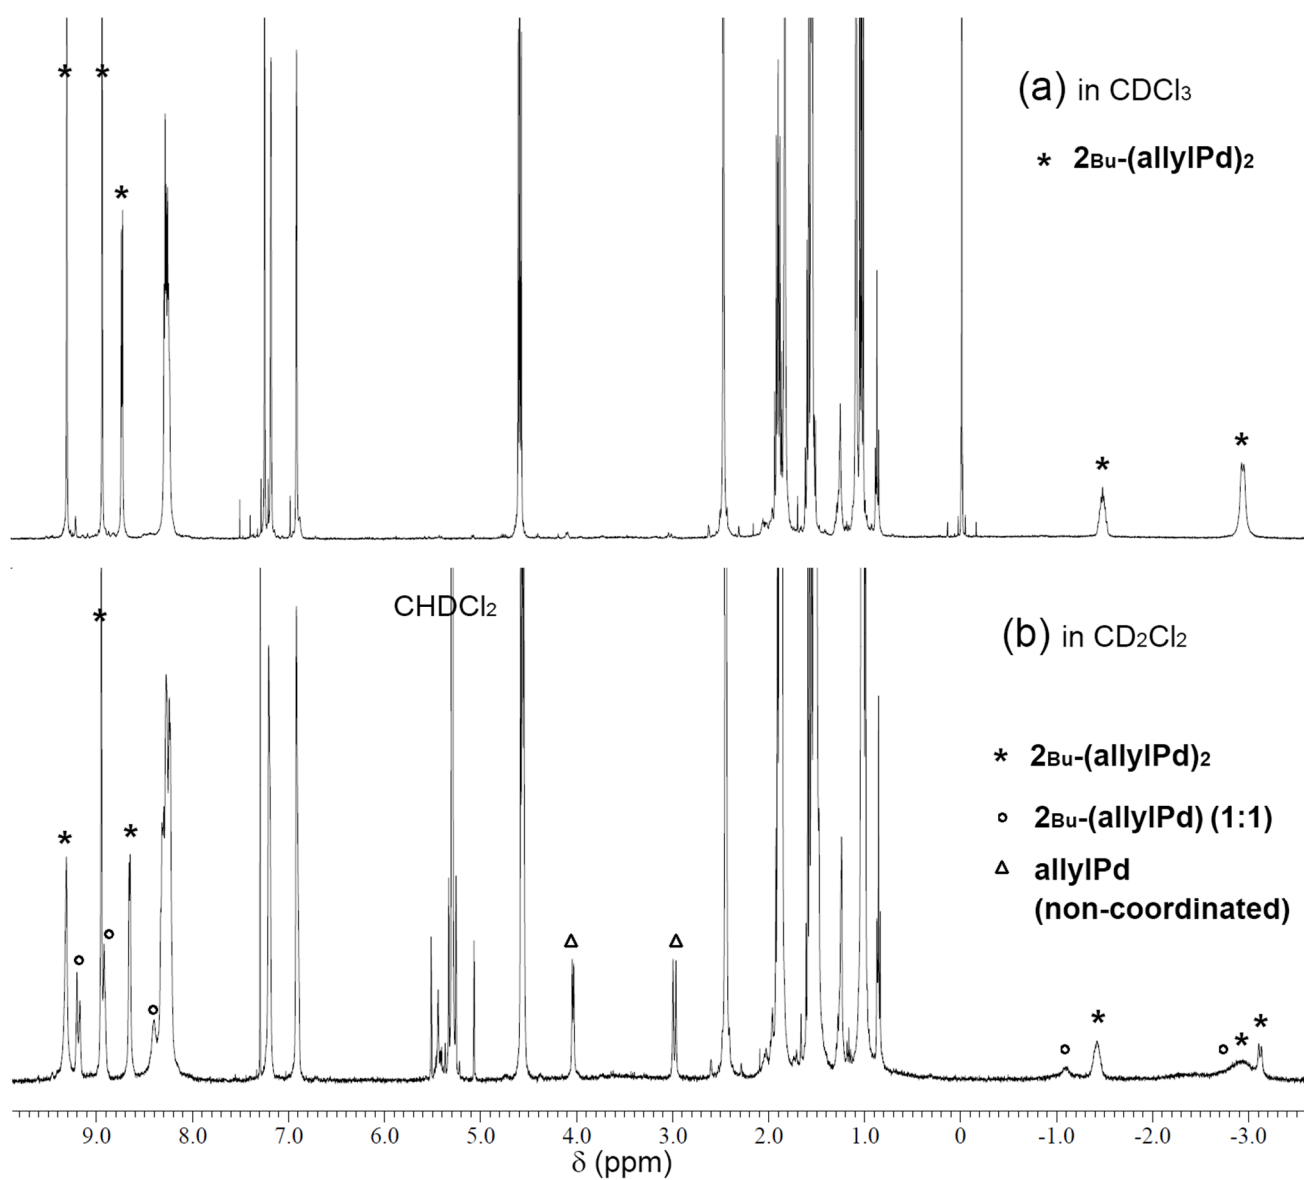 * * *
(a) in CDCl₃
* 2Bu-(allylPd)₂
* *
CHDCl₂
(b) in CD₂Cl₂
* * *
* 2Bu-(allylPd)₂
○ 2Bu-(allylPd) (1:1)
△ allylPd
(non-coordinated)
○ ○ ○ △ △ ○ * ○ * *
9.0 8.0 7.0 6.0 5.0 4.0 3.0 2.0 1.0 0 -1.0 -2.0 -3.0
δ (ppm)